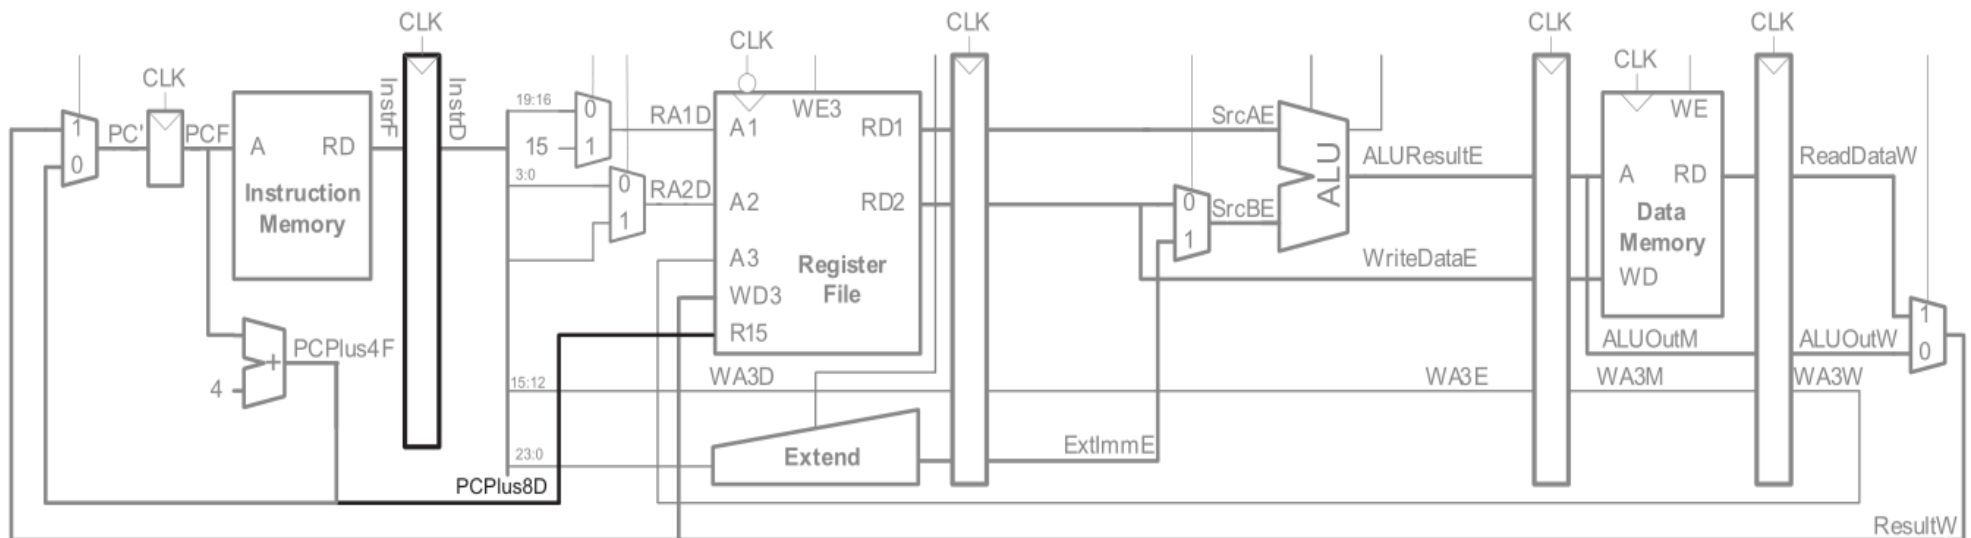 CLK
CLK
CLK
CLK
CLK
CLK
CLK
1
0
PC'
PCF
A
RD
Instruction
Memory
InstrF
InstrD
19:16
0
15
1
RA1D
3:0
0
1
RA2D
WE3
A1
RD1
A2
RD2
A3
Register
File
WD3
R15
0
1
SrcAE
SrcBE
ALU
ALUResultE
WriteDataE
WE
A
RD
Data
Memory
WD
ReadDataW
1
0
+
4
PCPlus4F
ALUOutM
ALUOutW
15:12
WA3D
WA3E
WA3M
WA3W
23:0
Extend
ExtImmE
PCPlus8D
ResultW